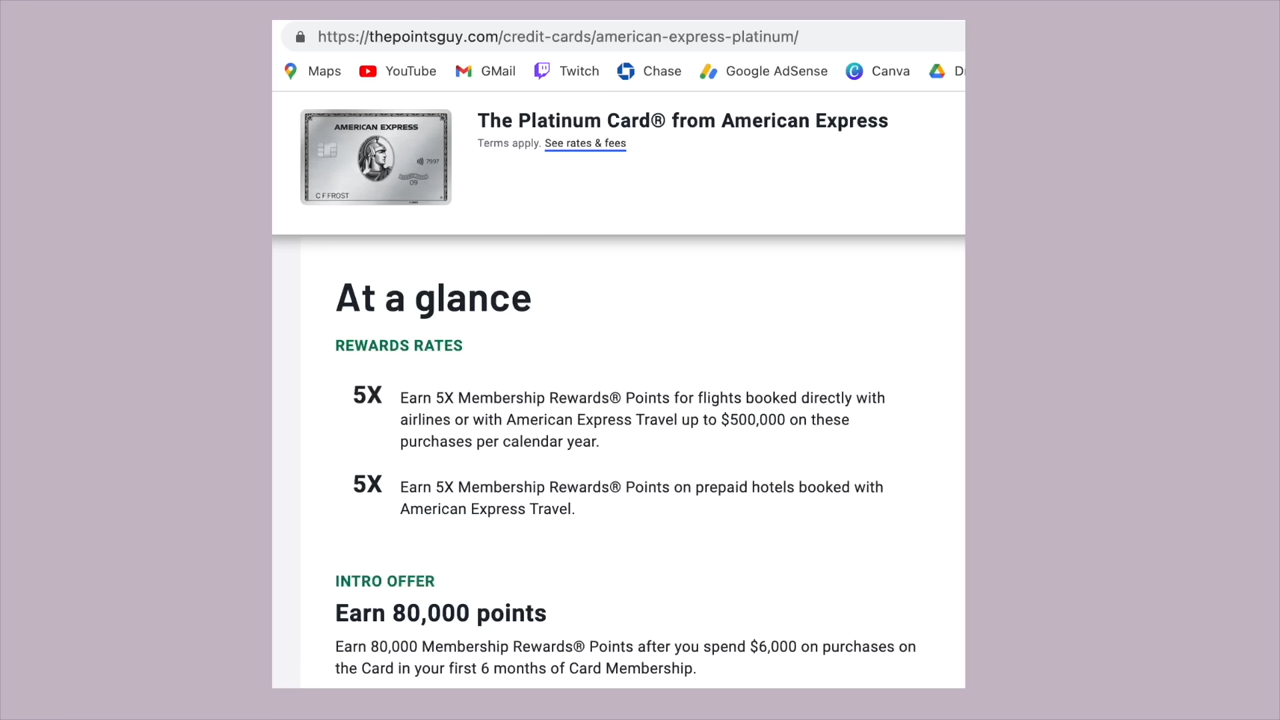 https://thepointsguy.com/credit-cards/american-express-platinum/
Maps YouTube GMail Twitch Chase Google AdSense Canva D
AMERICAN EXPRESS
7997
09
C F FROST
The Platinum Card® from American Express
Terms apply. See rates & fees
At a glance
REWARDS RATES
5X Earn 5X Membership Rewards® Points for flights booked directly with
airlines or with American Express Travel up to $500,000 on these
purchases per calendar year.
5X Earn 5X Membership Rewards® Points on prepaid hotels booked with
American Express Travel.
INTRO OFFER
Earn 80,000 points
Earn 80,000 Membership Rewards® Points after you spend $6,000 on purchases on
the Card in your first 6 months of Card Membership.